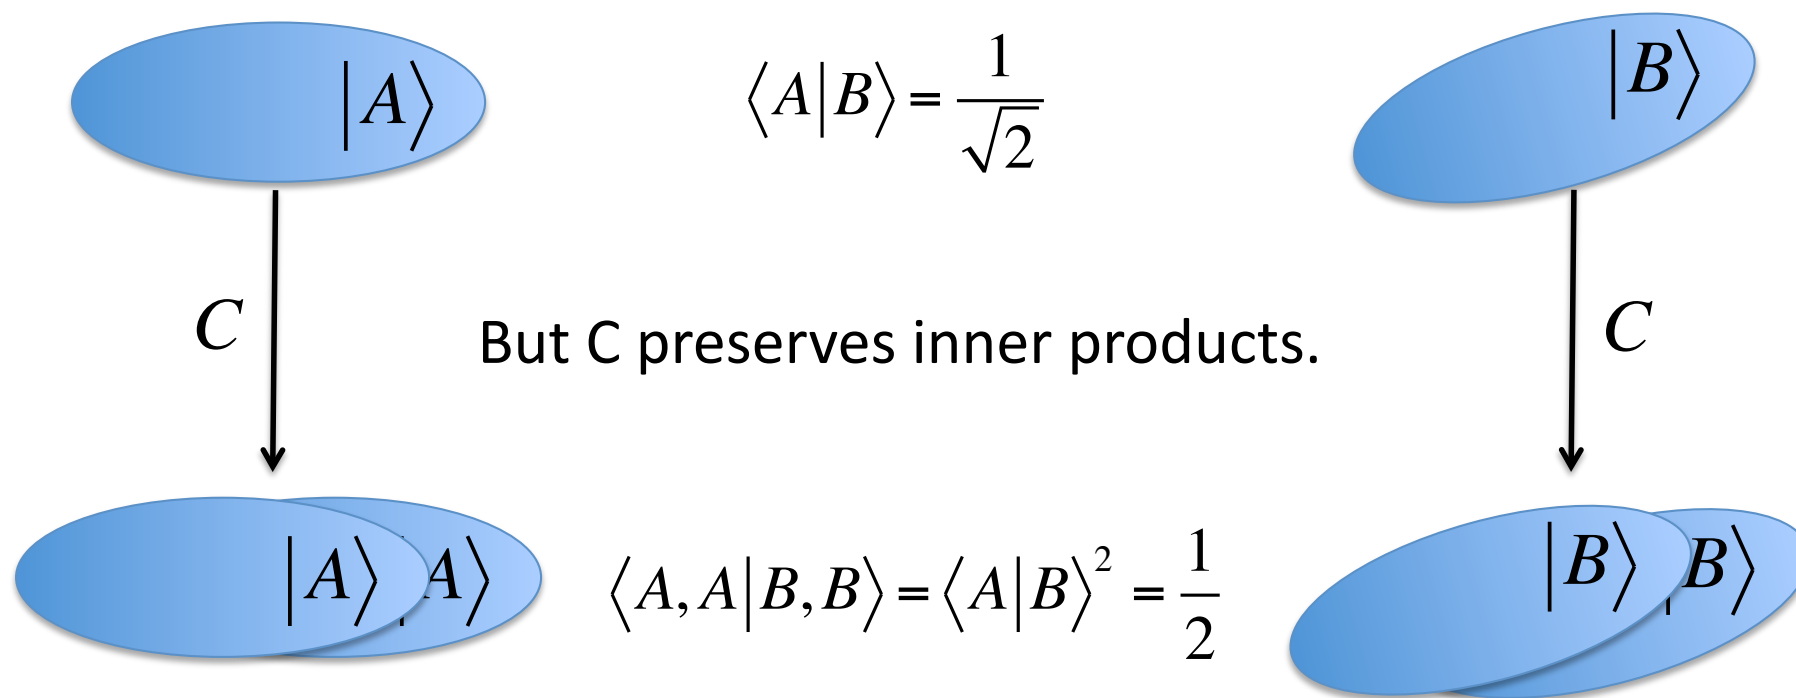 |A⟩
⟨A|B⟩ = 1/√2
|B⟩
C
But C preserves inner products.
C
|A⟩ |A⟩
⟨A, A|B, B⟩ = ⟨A|B⟩² = 1/2
|B⟩ |B⟩